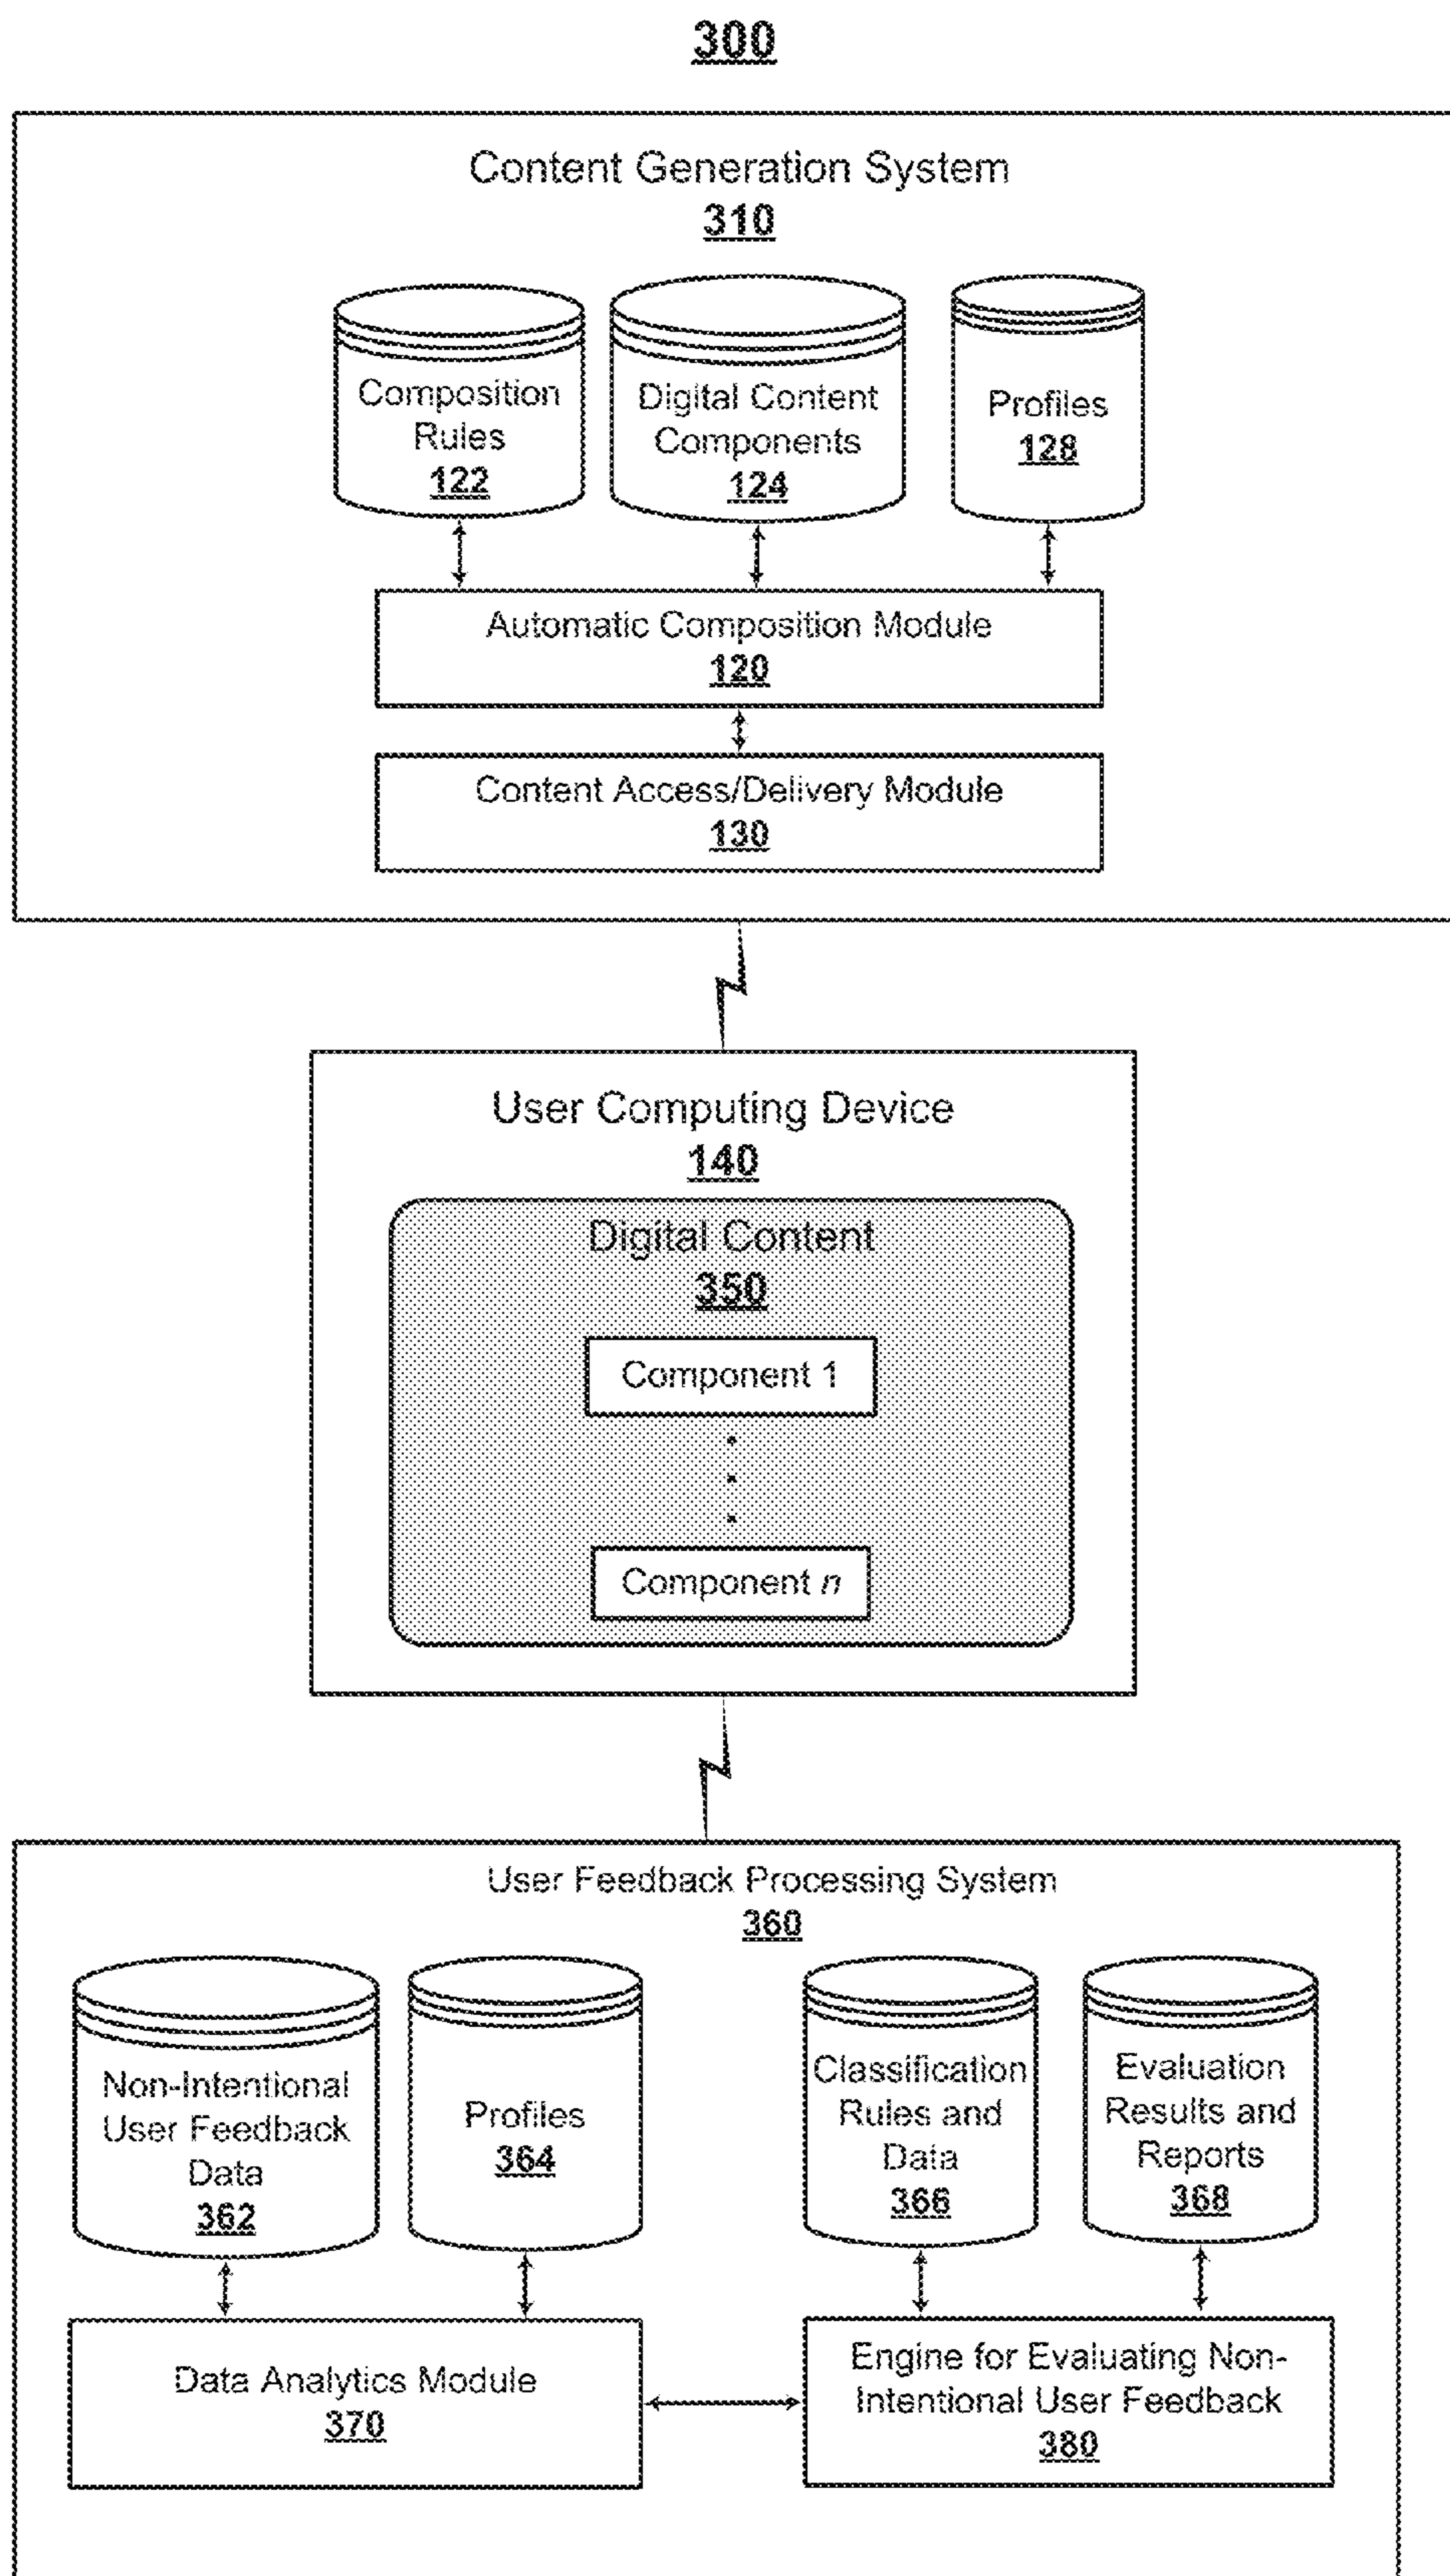 300
Content Generation System
310
Composition
Rules
122
Digital Content
Components
124
Profiles
128
Automatic Composition Module
120
Content Access/Delivery Module
130
User Computing Device
140
Digital Content
350
Component 1
Component n
User Feedback Processing System
360
Non-Intentional
User Feedback
Data
362
Profiles
364
Classification
Rules and
Data
366
Evaluation
Results and
Reports
368
Data Analytics Module
370
Engine for Evaluating Non-
Intentional User Feedback
380